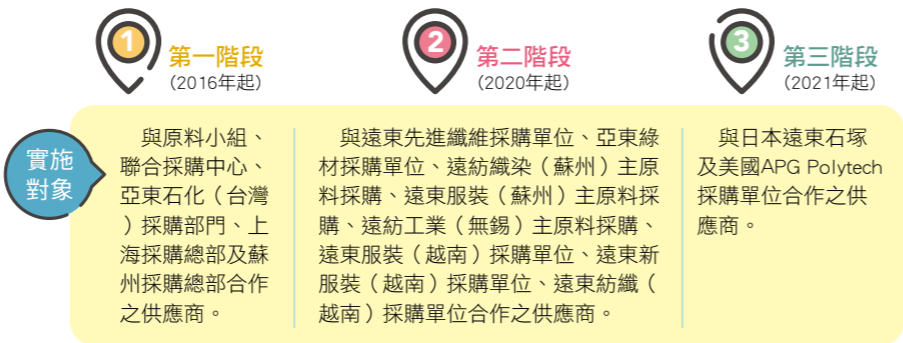 1
第一階段
(2016年起)
2
第二階段
(2020年起)
3
第三階段
(2021年起)
實施
對象
與原料小組、
聯合採購中心、
亞東石化(台灣
)採購部門、上
海採購總部及蘇
州採購總部合作
之供應商。
與遠東先進纖維採購單位、亞東綠
材採購單位、遠紡織染(蘇州)主原
料採購、遠東服裝(蘇州)主原料採
購、遠紡工業(無錫)主原料採購、
遠東服裝(越南)採購單位、遠東新
服裝(越南)採購單位、遠東紡纖(
越南)採購單位合作之供應商。
與日本遠東石塚
及美國APG Polytech
採購單位合作之供
應商。